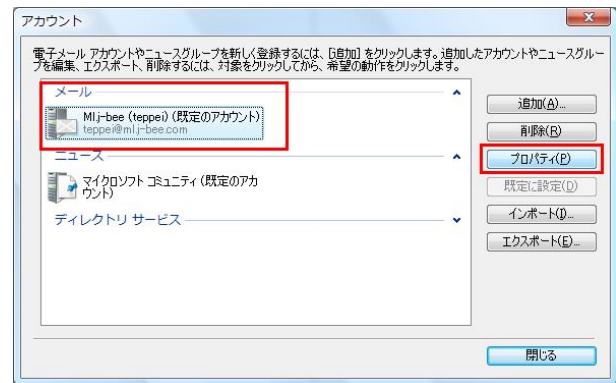 アカウント
電子メール アカウントやニュースグループを新しく登録するには、[追加] をクリックします。追加したアカウントやニュースグルー
プを編集、エクスポート、削除するには、対象をクリックしてから、希望の動作をクリックします。
メール
Ml.j-bee (teppei) (既定のアカウント)
teppei@ml.j-bee.com
ニュース
マイクロソフト コミュニティ (既定のアカ
ウント)
ディレクトリ サービス
追加(A)...
削除(R)
プロパティ(P)
既定に設定(D)
インポート(I)...
エクスポート(E)...
閉じる